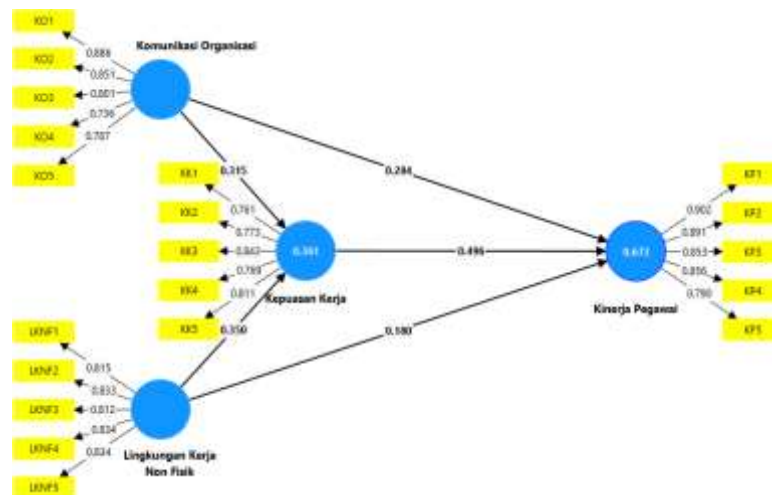 KO1
Komunikasi Organisasi
0.886
KO2
0.851
KO3
0.801
KO4
0.736
KO5
0.787
0.315
0.284
KK1
0.761
KK2
0.773
KK3
KK4
0.789
KK5
0.811
0.496
Kepuasan Kerja
0.350
0.180
KP1
0.902
KP2
0.891
KP3
0.853
KP4
0.856
KP5
0.790
0.673
Kinerja Pegawai
LKNF1
0.815
LKNF2
0.833
LKNF3
0.812
LKNF4
0.834
LKNF5
0.834
Lingkungan Kerja
Non Fisik